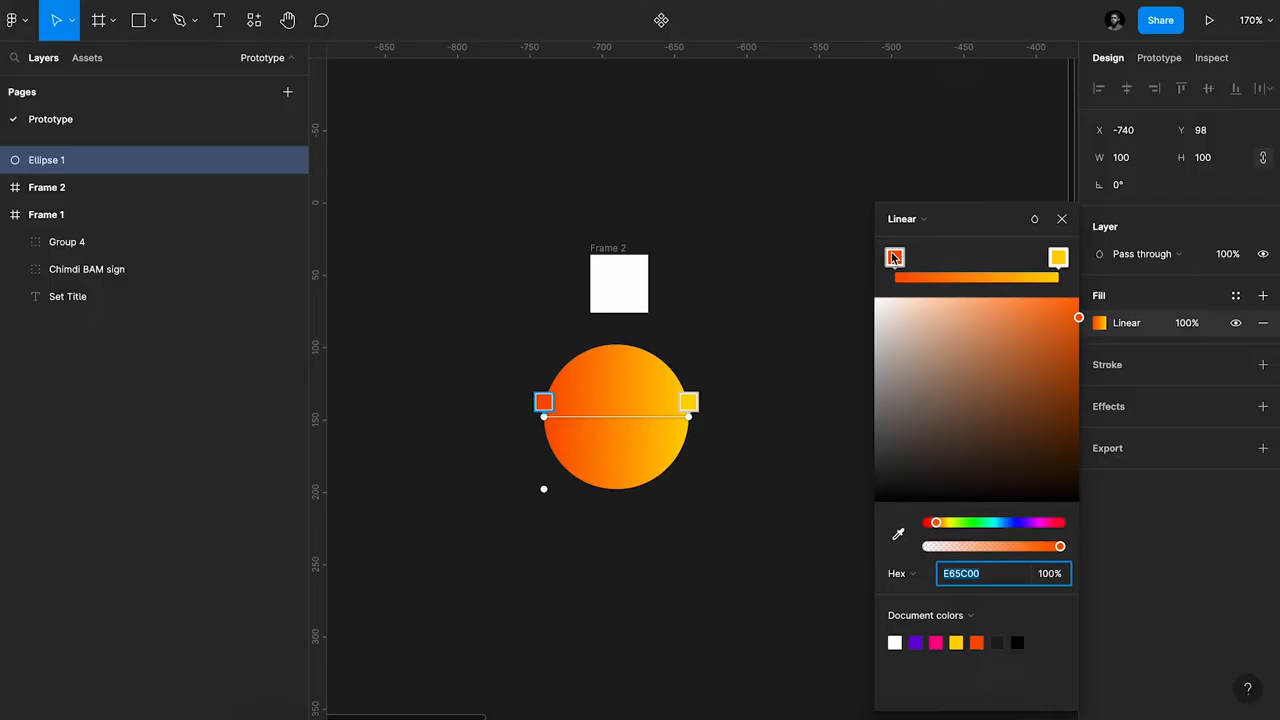 Share
170%
Layers
Assets
Prototype
Pages
Prototype
Ellipse 1
Frame 2
Frame 1
Group 4
Chimdi BAM sign
Set Title
-850
-800
-750
-700
-650
-600
-550
-500
-450
-400
-50
0
50
100
150
200
250
300
350
Frame 2
Linear
Hex
E65C00
100%
Document colors
Design
Prototype
Inspect
X
-740
Y
98
W
100
H
100
0°
Layer
Pass through
100%
Fill
Linear
100%
Stroke
Effects
Export
?